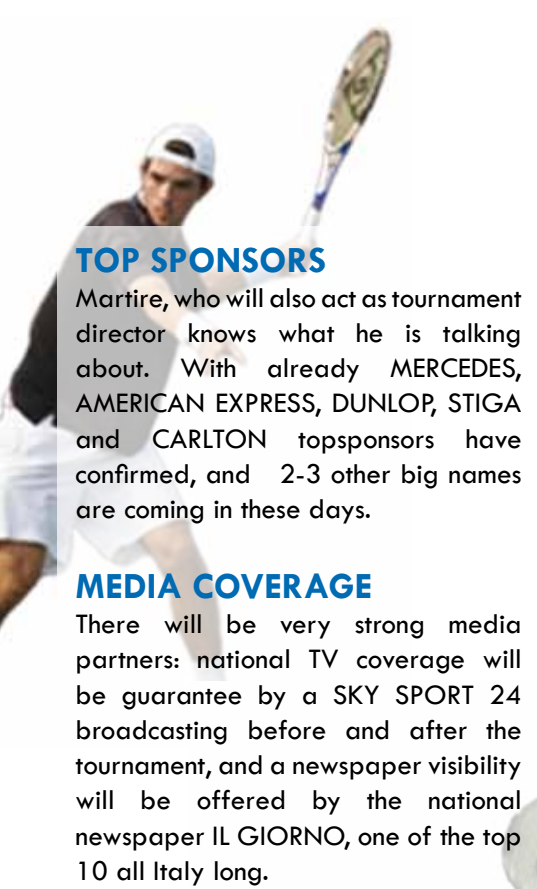 TOP SPONSORS
Martire, who will also act as tournament
director knows what he is talking
about. With already MERCEDES,
AMERICAN EXPRESS, DUNLOP, STIGA
and CARLTON topsponsors have
confirmed, and 2-3 other big names
are coming in these days.
MEDIA COVERAGE
There will be very strong media
partners: national TV coverage will
be guarantee by a SKY SPORT 24
broadcasting before and after the
tournament, and a newspaper visibility
will be offered by the national
newspaper IL GIORNO, one of the top
10 all Italy long.